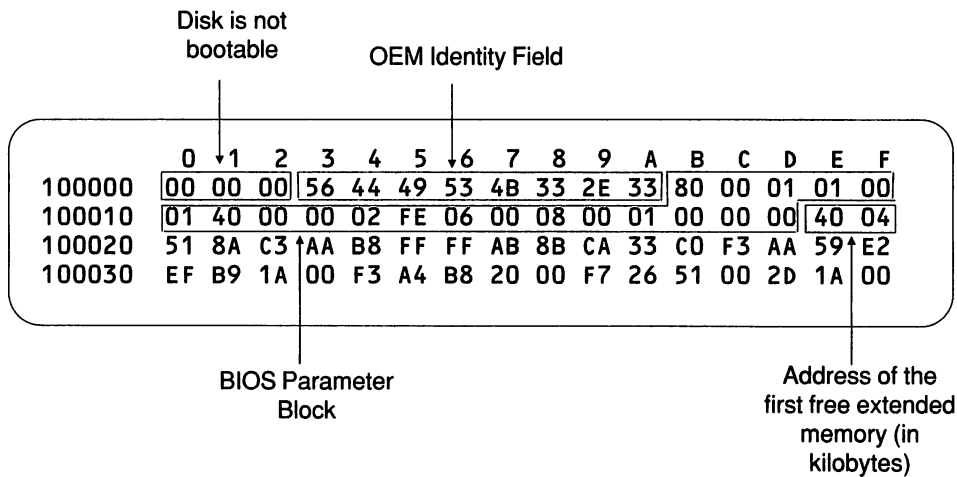 Disk is not
bootable
OEM Identity Field
0 1 2 3 4 5 6 7 8 9 A B C D E F
100000 00 00 00 56 44 49 53 4B 33 2E 33 80 00 01 01 00
100010 01 40 00 00 02 FE 06 00 08 00 01 00 00 00 40 04
100020 51 8A C3 AA B8 FF FF AB 8B CA 33 C0 F3 AA 59 E2
100030 EF B9 1A 00 F3 A4 B8 20 00 F7 26 51 00 2D 1A 00
BIOS Parameter
Block
Address of the
first free extended
memory (in
kilobytes)